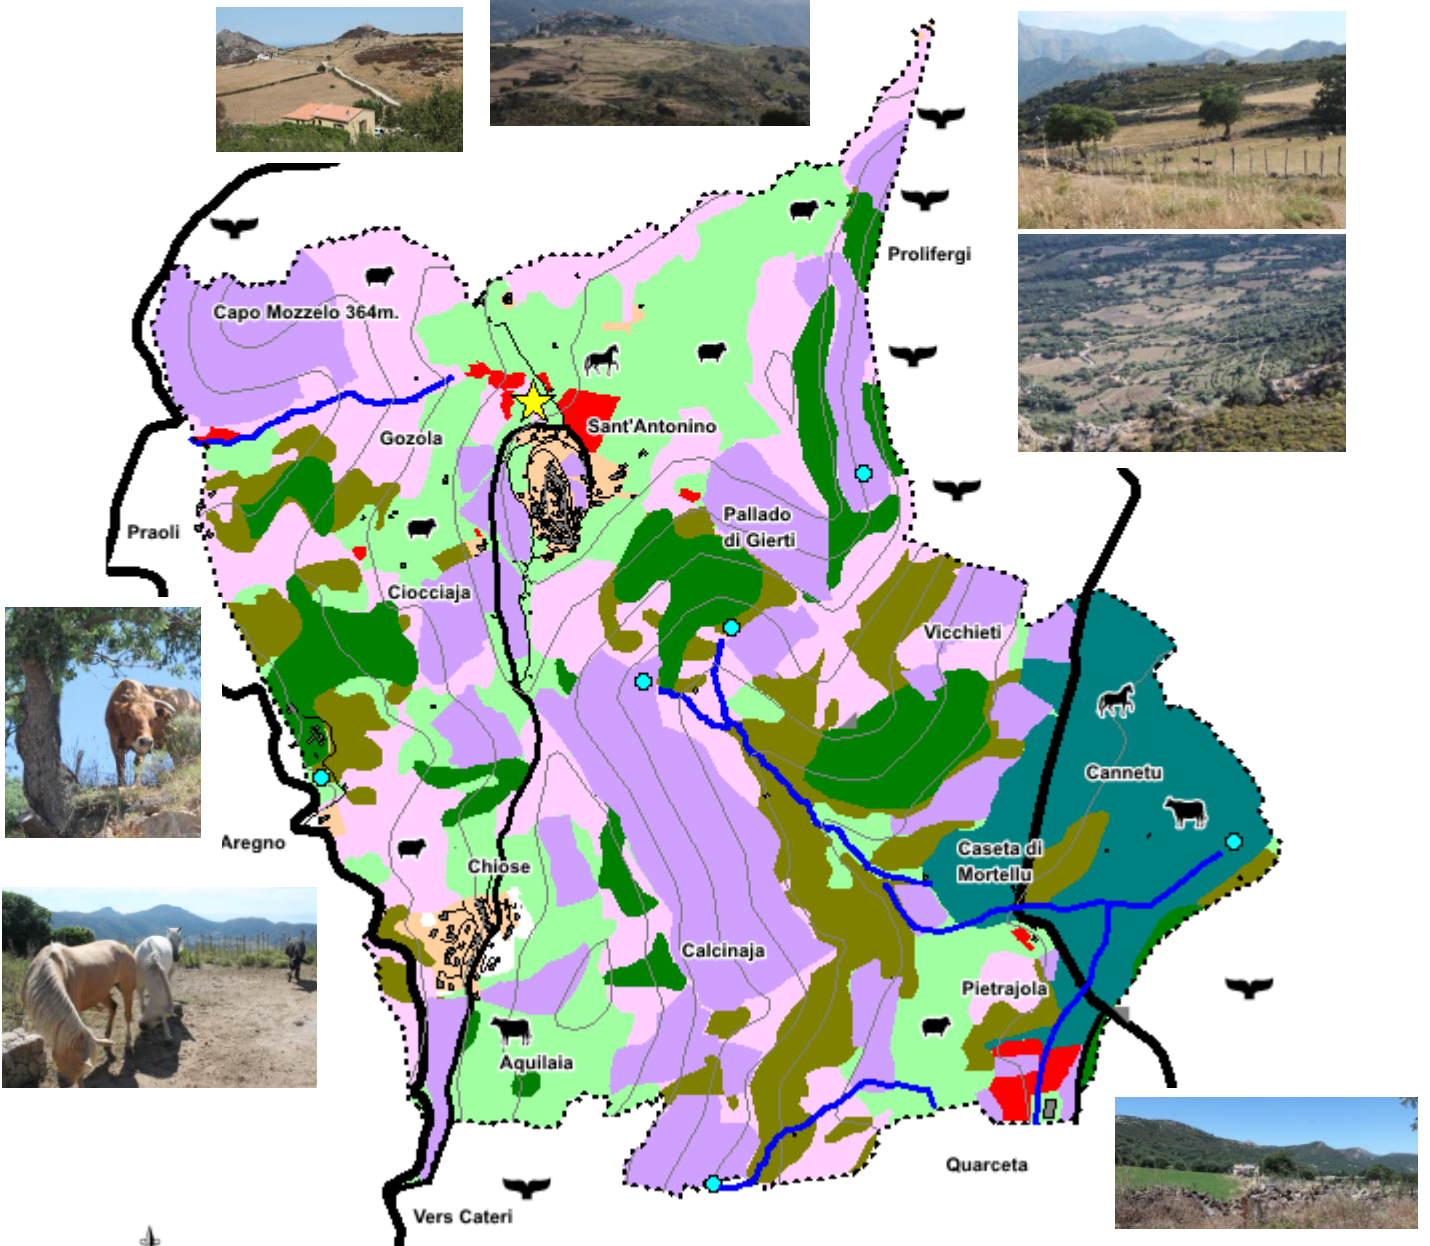 Prolifergi
Capo Mozzelo 364m.
Sant'Antonino
Gozola
Pallado
di Gierti
Praoli
Ciocciaja
Vicchieti
Cannetu
Aregno
Caseta di
Mortellu
Chiose
Calcinaja
Pietrajola
Aquilaia
Quarceta
Vers Cateri